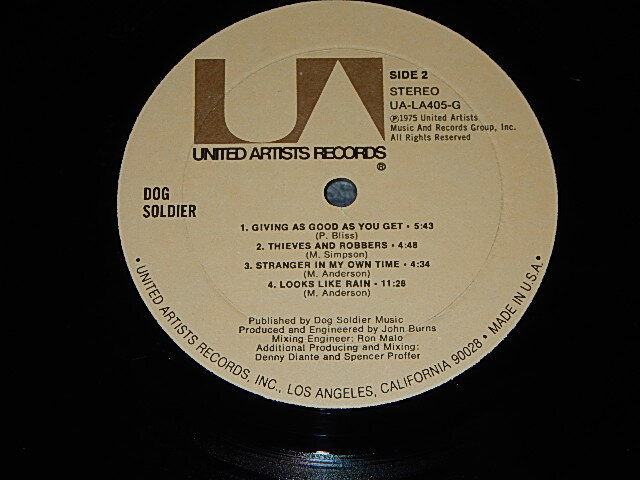 UA
UNITED ARTISTS RECORDS
®
SIDE 2
STEREO
UA-LA405-G
Ⓟ1975 United Artists
Music And Records Group, Inc.
All Rights Reserved
DOG
SOLDIER
1. GIVING AS GOOD AS YOU GET • 5:43
(P. Bliss)
2. THIEVES AND ROBBERS • 4:48
(M. Simpson)
3. STRANGER IN MY OWN TIME • 4:34
(M. Anderson)
4. LOOKS LIKE RAIN • 11:28
(M. Anderson)
Published by Dog Soldier Music
Produced and Engineered by John Burns
Mixing Engineer: Ron Malo
Additional Producing and Mixing:
Denny Diante and Spencer Proffer
• UNITED ARTISTS RECORDS, INC., LOS ANGELES, CALIFORNIA 90028 • MADE IN U.S.A. •